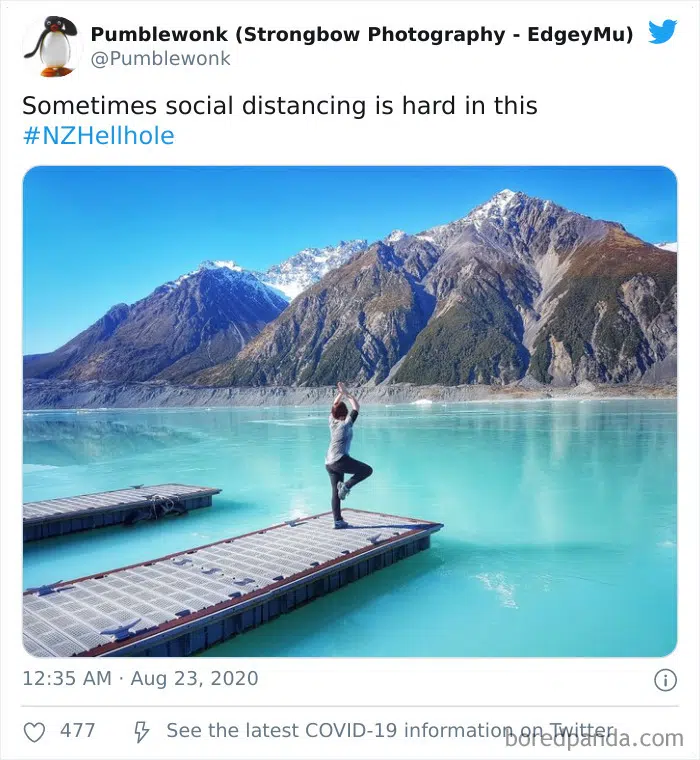 Pumblewonk (Strongbow Photography - EdgeyMu)
@Pumblewonk
Sometimes social distancing is hard in this
#NZHellhole
12:35 AM · Aug 23, 2020
477
See the latest COVID-19 information on Twitter
boredpanda.com